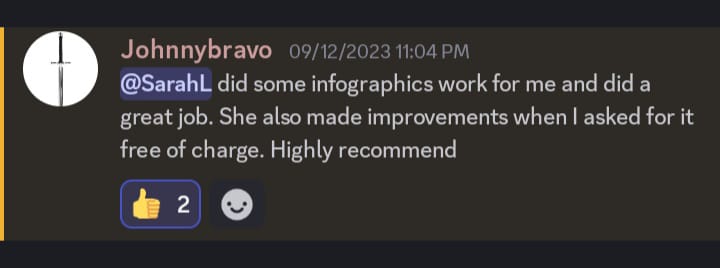 Johnnybravo 09/12/2023 11:04 PM
@SarahL did some infographics work for me and did a
great job. She also made improvements when I asked for it
free of charge. Highly recommend
👍 2